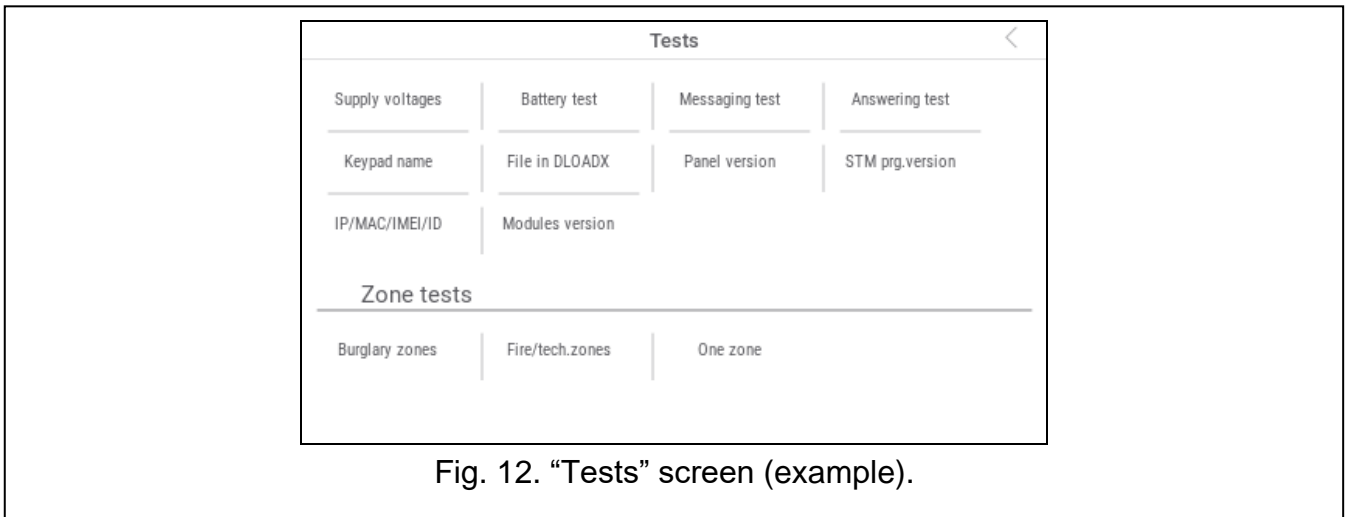 Tests
Supply voltages Battery test Messaging test Answering test
Keypad name File in DLOADX Panel version STM prg.version
IP/MAC/IMEI/ID Modules version
Zone tests
Burglary zones Fire/tech.zones One zone
Fig. 12. “Tests” screen (example).